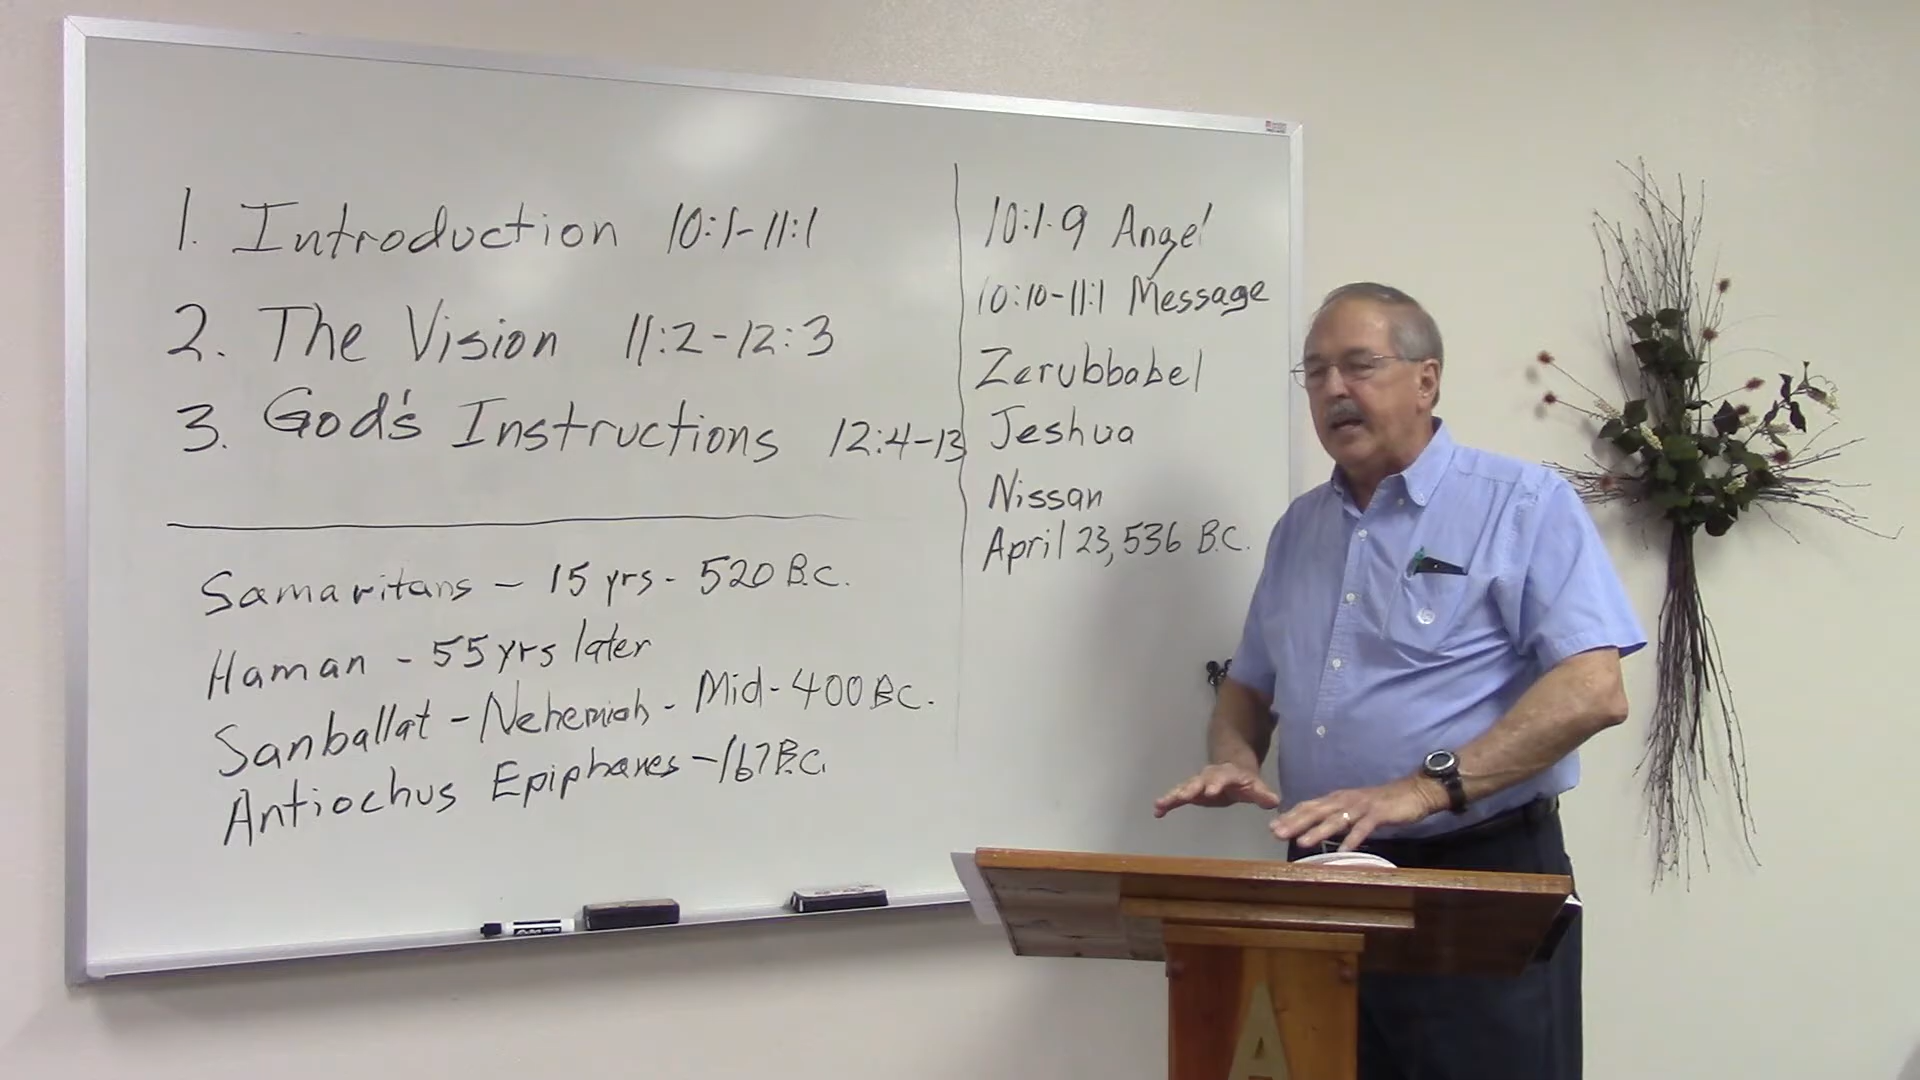 1. Introduction 10:1-11:1
2. The Vision 11:2-12:3
3. God's Instructions 12:4-13
Samaritans - 15 yrs - 520 B.C.
Haman - 55 yrs later
Sanballat - Nehemiah - Mid-400 BC.
Antiochus Epiphanes - 167 B.C.
10:1-9 Angel
10:10-11:1 Message
Zerubbabel
Jeshua
Nissan
April 23, 536 B.C.